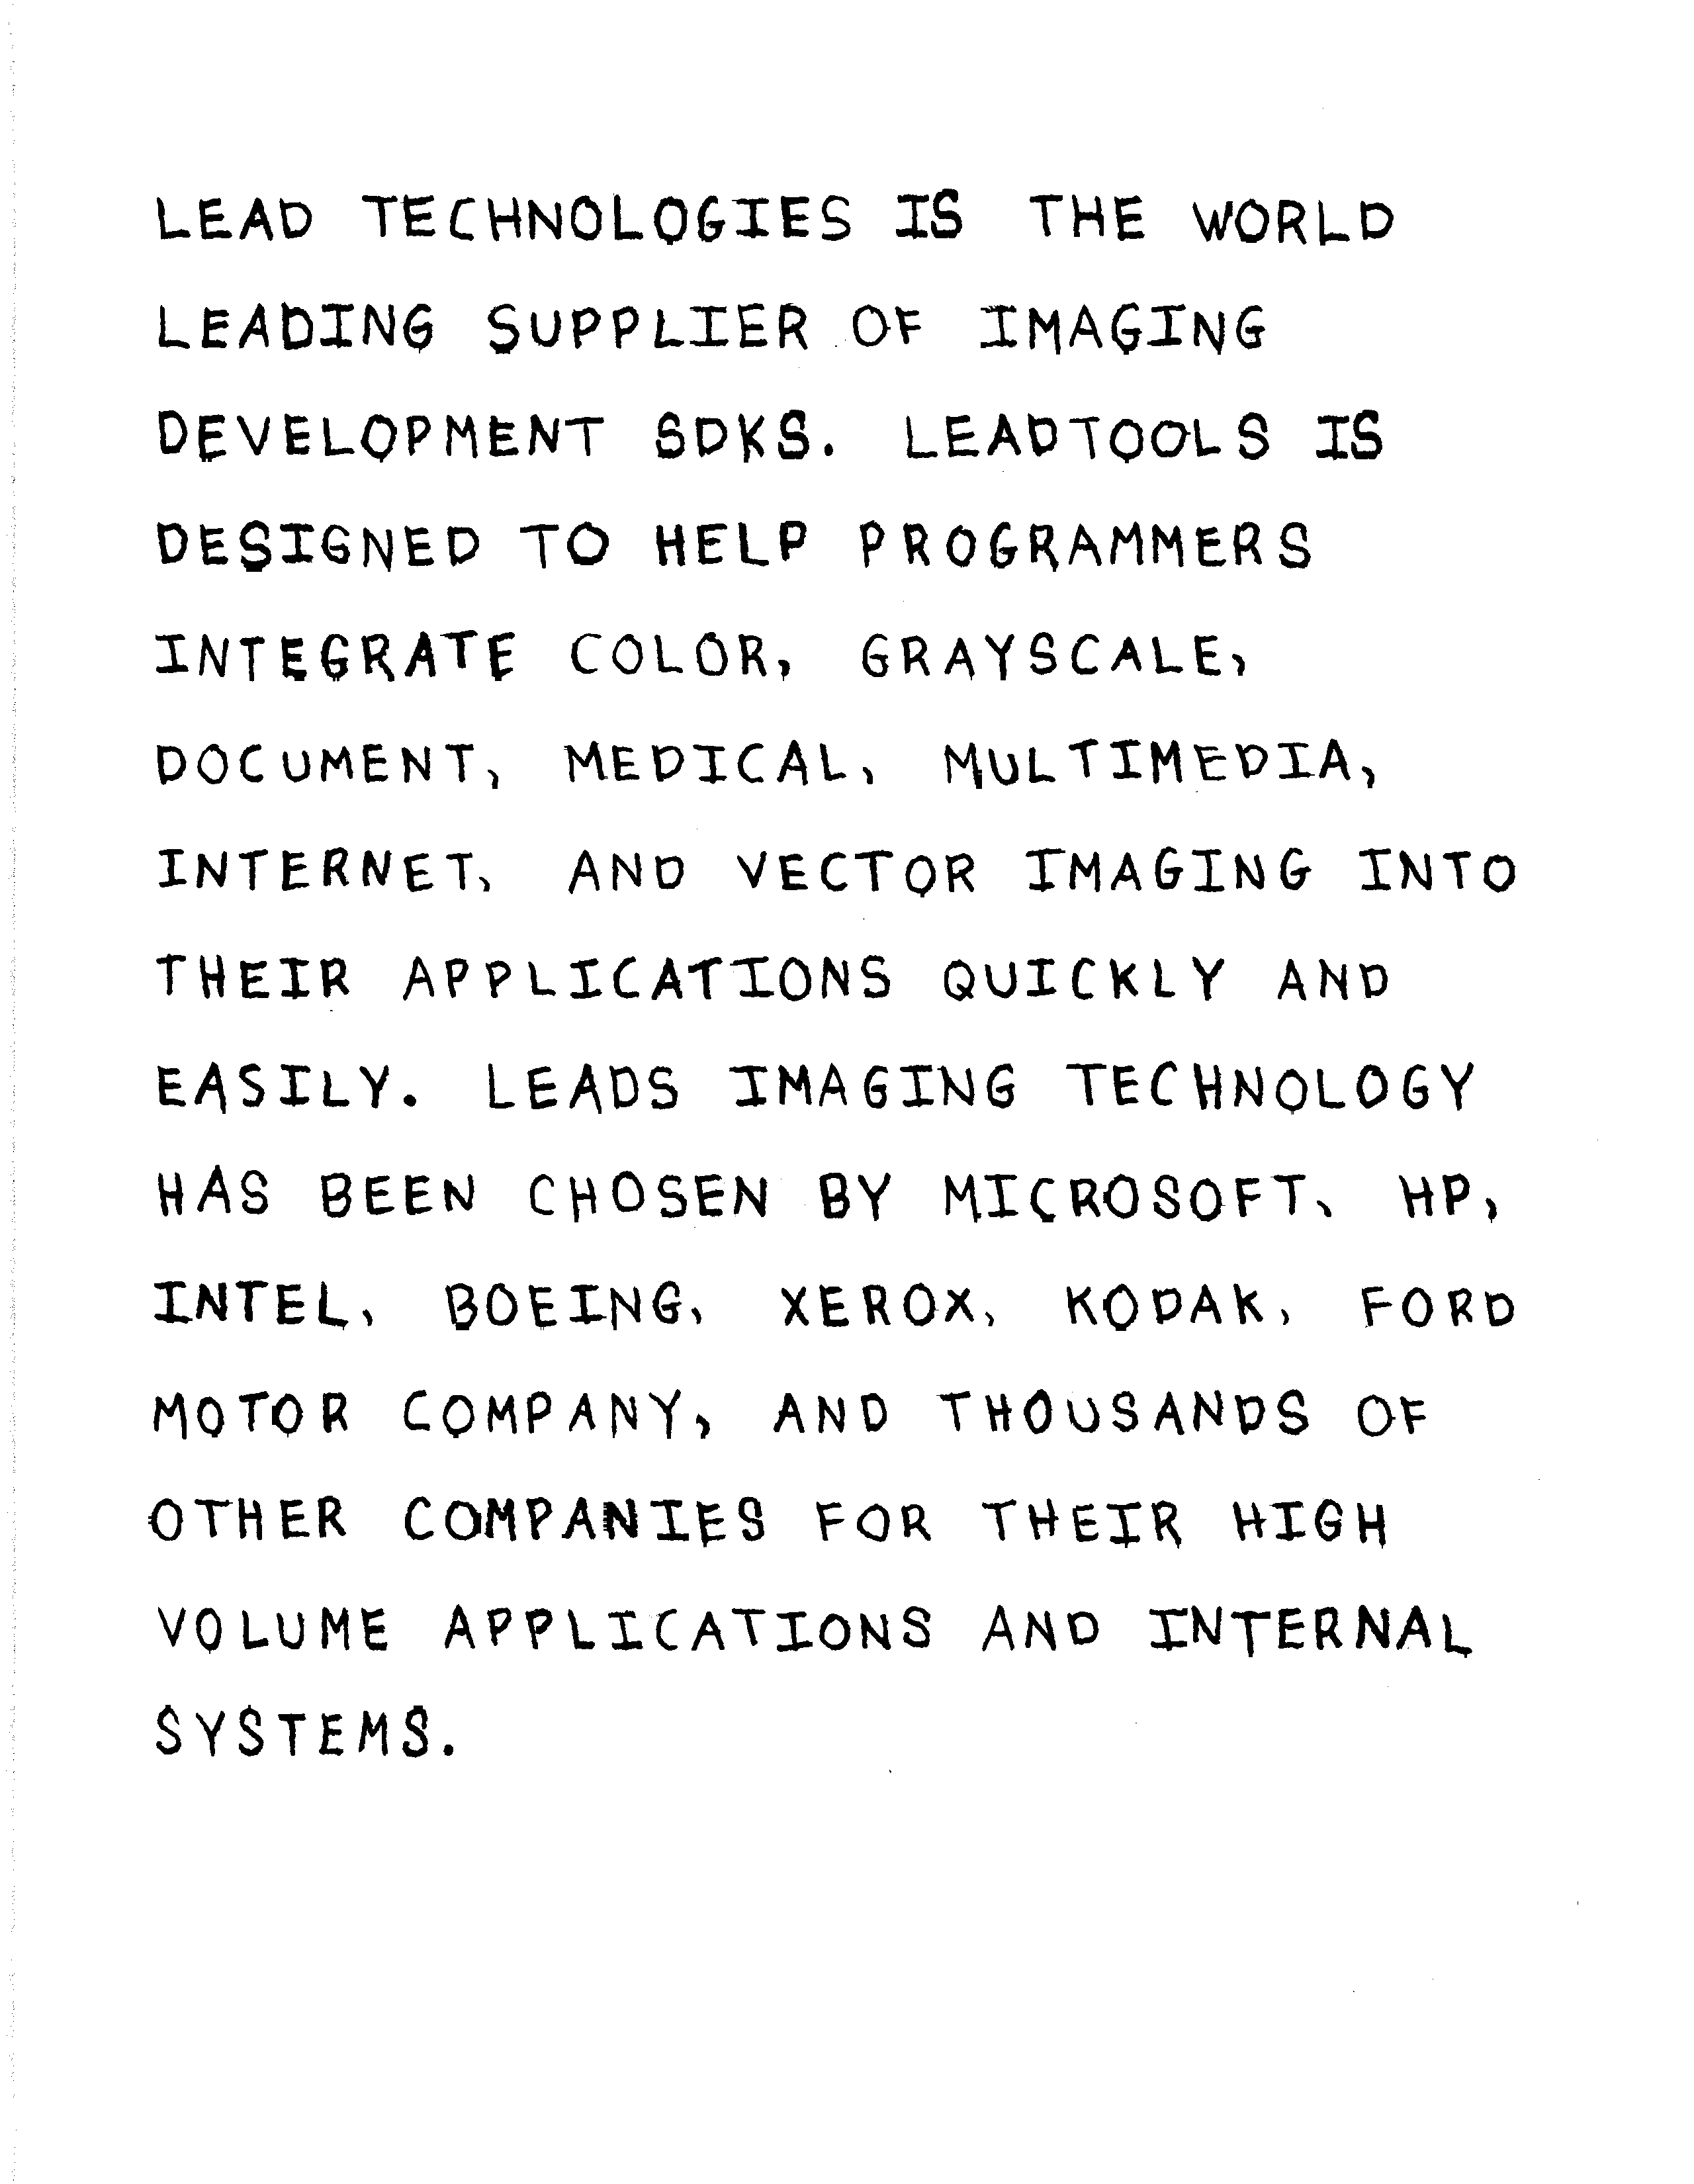 LEAD TECHNOLOGIES IS THE WORLD
LEADING SUPPLIER OF IMAGING
DEVELOPMENT SDKS. LEADTOOLS IS
DESIGNED TO HELP PROGRAMMERS
INTEGRATE COLOR, GRAYSCALE,
DOCUMENT, MEDICAL, MULTIMEDIA,
INTERNET, AND VECTOR IMAGING INTO
THEIR APPLICATIONS QUICKLY AND
EASILY. LEADS IMAGING TECHNOLOGY
HAS BEEN CHOSEN BY MICROSOFT, HP,
INTEL, BOEING, XEROX, KODAK, FORD
MOTOR COMPANY, AND THOUSANDS OF
OTHER COMPANIES FOR THEIR HIGH
VOLUME APPLICATIONS AND INTERNAL
SYSTEMS.